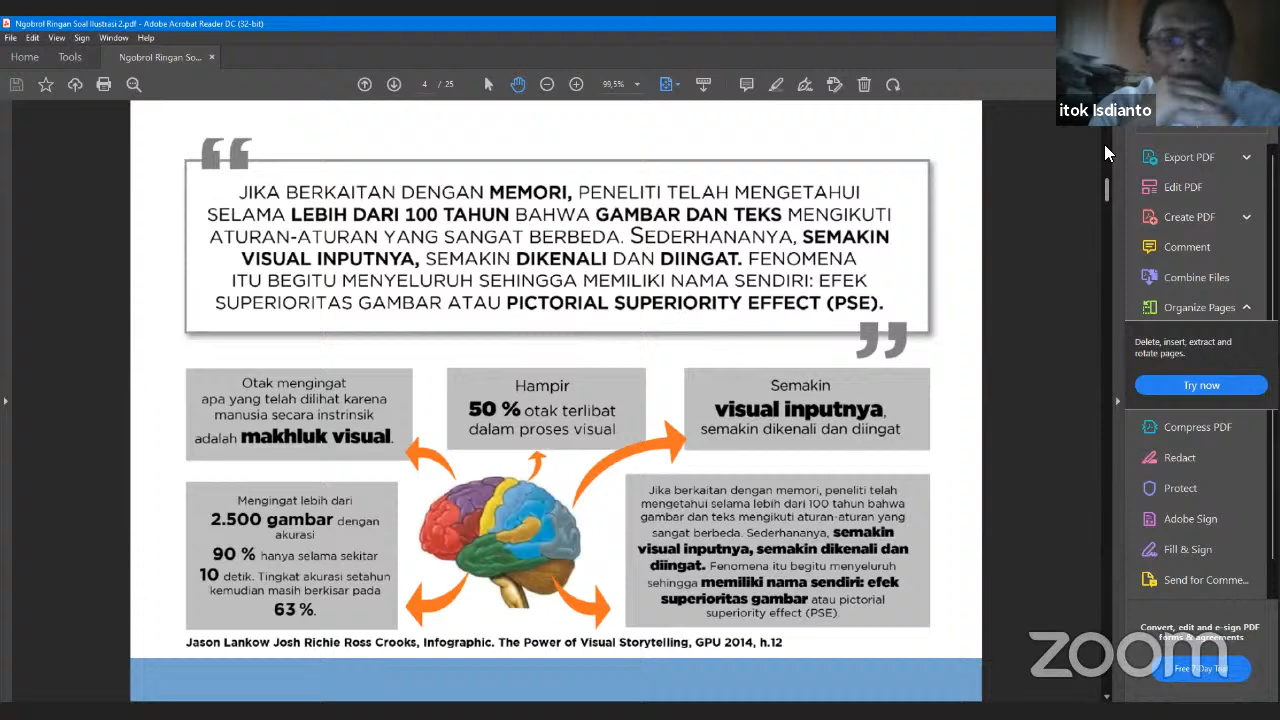 Ngobrol Ringan Soal Ilustrasi 2.pdf - Adobe Acrobat Reader DC (32-bit)
File Edit View Sign Window Help
Home Tools Ngobrol Ringan So... ×
4 / 25 99,5%
itok Isdianto
“
JIKA BERKAITAN DENGAN MEMORI, PENELITI TELAH MENGETAHUI
SELAMA LEBIH DARI 100 TAHUN BAHWA GAMBAR DAN TEKS MENGIKUTI
ATURAN-ATURAN YANG SANGAT BERBEDA. SEDERHANANYA, SEMAKIN
VISUAL INPUTNYA, SEMAKIN DIKENALI DAN DIINGAT. FENOMENA
ITU BEGITU MENYELURUH SEHINGGA MEMILIKI NAMA SENDIRI: EFEK
SUPERIORITAS GAMBAR ATAU PICTORIAL SUPERIORITY EFFECT (PSE).
”
Otak mengingat
apa yang telah dilihat karena
manusia secara instrinsik
adalah makhluk visual.
Hampir
50 % otak terlibat
dalam proses visual
Semakin
visual inputnya,
semakin dikenali dan diingat
Mengingat lebih dari
2.500 gambar dengan
akurasi
90 % hanya selama sekitar
10 detik. Tingkat akurasi setahun
kemudian masih berkisar pada
63 %.
Jika berkaitan dengan memori, peneliti telah
mengetahui selama lebih dari 100 tahun bahwa
gambar dan teks mengikuti aturan-aturan yang
sangat berbeda. Sederhananya, semakin
visual inputnya, semakin dikenali dan
diingat. Fenomena itu begitu menyeluruh
sehingga memiliki nama sendiri: efek
superioritas gambar atau pictorial
superiority effect (PSE).
Jason Lankow Josh Richie Ross Crooks, Infographic. The Power of Visual Storytelling, GPU 2014, h.12
Export PDF
Edit PDF
Create PDF
Comment
Combine Files
Organize Pages
Delete, insert, extract and
rotate pages.
Try now
Compress PDF
Redact
Protect
Adobe Sign
Fill & Sign
Send for Comme...
Convert, edit and e-sign PDF
forms & agreements
Free 7-Day Trial
zoom